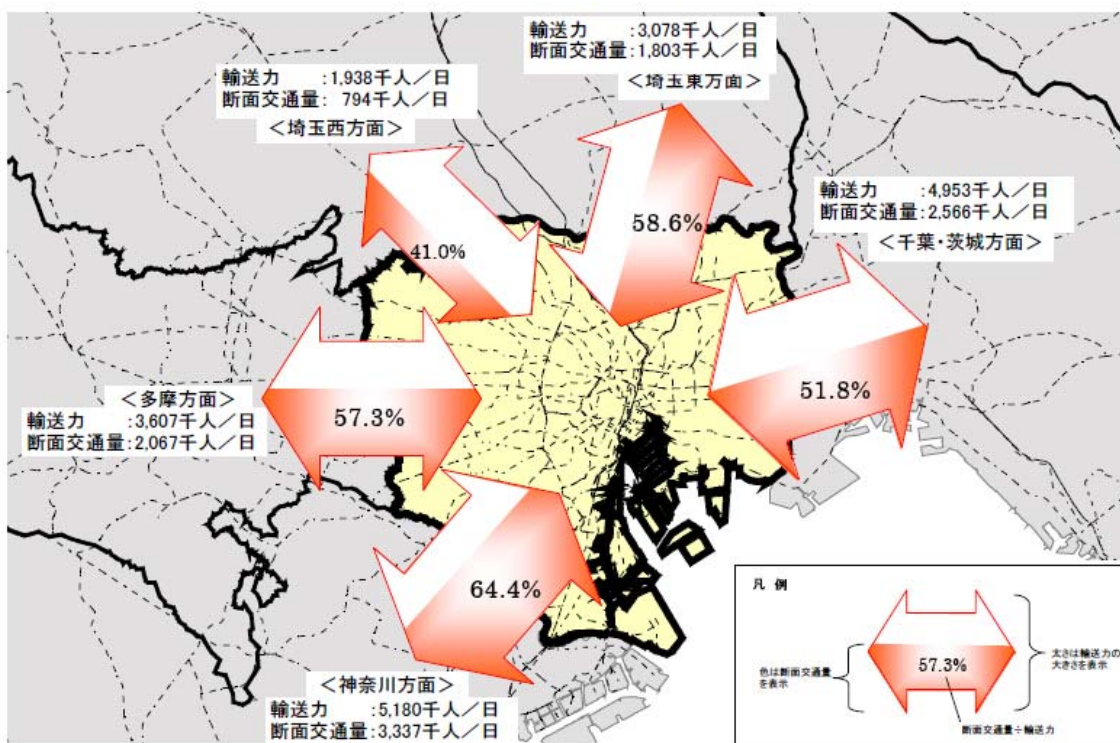 輸送力　　:3,078千人／日
断面交通量:1,803千人／日
＜埼玉東方面＞
輸送力　　:1,938千人／日
断面交通量:　794千人／日
＜埼玉西方面＞
58.6%
41.0%
輸送力　　:4,953千人／日
断面交通量:2,566千人／日
＜千葉・茨城方面＞
51.8%
＜多摩方面＞
輸送力　　:3,607千人／日
断面交通量:2,067千人／日
57.3%
64.4%
＜神奈川方面＞
輸送力　　:5,180千人／日
断面交通量:3,337千人／日
凡 例
色は断面交通量
を表示
57.3%
太さは輸送力の
大きさを表示
断面交通量÷輸送力